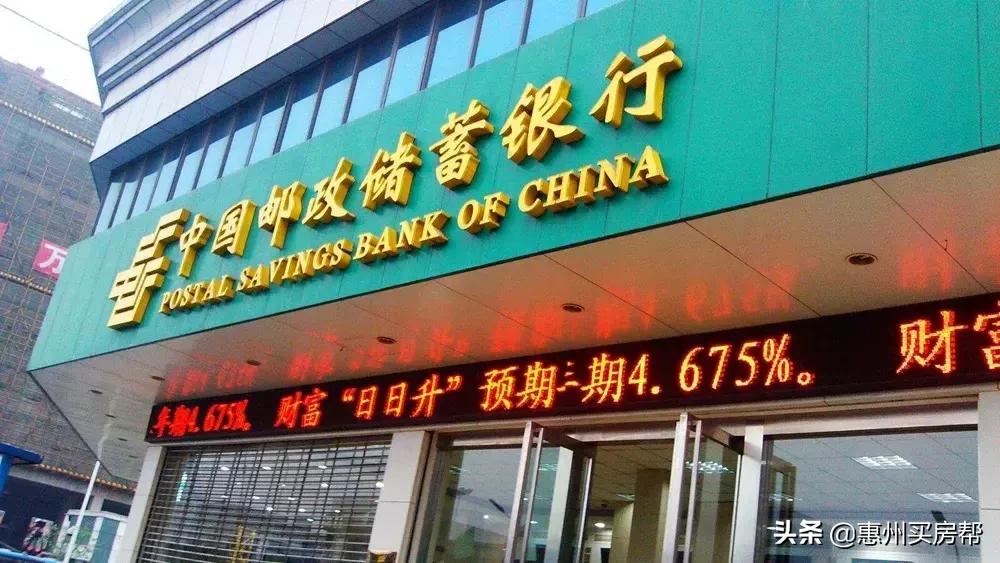 中国邮政储蓄银行
POSTAL SAVINGS BANK OF CHINA
年期4.675%。 财富“日日升”预期三期4.675%。 财富
万
头条 @惠州买房帮